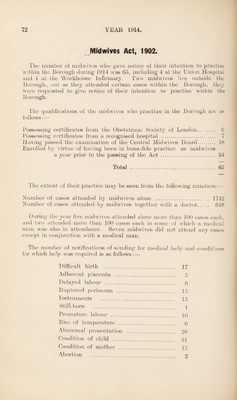 72 YEAR 1914.
Midwives Act, 1902.
The number of midwives who gave notice of their intention to practise
within the Borough during 1914 was 65, including 4 at the Union Hospital
and 4 at the Workhouse Infirmary. Two midwives live outside the
Borough, but as they attended certain cases within the Borough, they
were requested to give notice of their intention to practise within the
Borough.
The qualifications of the midwives who practise in the Borough are as
follows:—
Possessing certificates from the Obstetrical Society of London........ 6
Possessing certificates from a recognised hospital ........ 7
Having passed the examination of the Central Midwives Board........ 18
Enrolled by virtue of having been in bona-fide practice as midwives
a year prior to the passing of the Act ........ 34
Total ........ 65
The extent of their practice may be seen from the following numbers:—
Number of cases attended by midwives alone ........ 1742
Number of cases attended by midwives together with a doctor........
During the year five midwives attended alone more than 100 cases each,
and two attended more than 100 cases each in some of which a medical
man was also in attendance. Seven midwives did not attend any cases
except in conjunction with a medical man.
The number of notifications of sending for medical help and conditions
for which help was required is as follows:—
Difficult birth ........ 17
Adherent placenta ........ 5
Delayed labour ........ 6
Ruptured perineum ........ 15
Instruments ........ 15
Still-born ........
Premature labour ........ 10
Rise of temperature ........ 6
Abnormal presentation ........ 20
Condition of child ........ 31
Condition of mother ........ 15
Abortion ........ 2